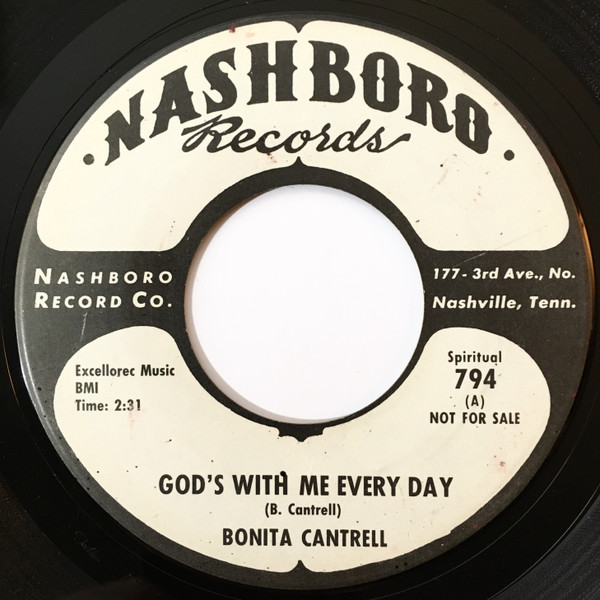 • NASHBORO •
Records
NASHBORO
RECORD CO.
177 - 3rd Ave., No.
Nashville, Tenn.
Excellorec Music
BMI
Time: 2:31
Spiritual
794
(A)
NOT FOR SALE
GOD'S WITH ME EVERY DAY
(B. Cantrell)
BONITA CANTRELL